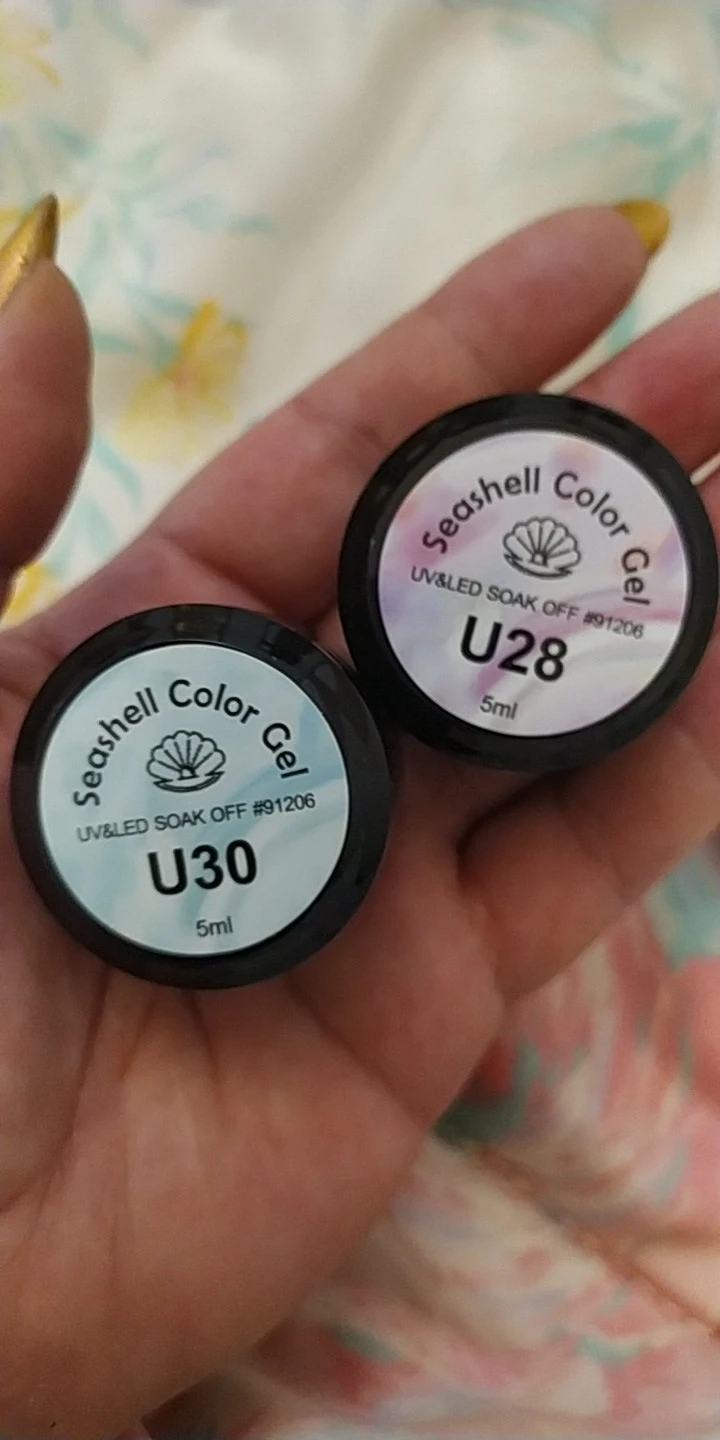 Seashell Color Gel
UV&LED SOAK OFF #91206
U28
5ml
Seashell Color Gel
UV&LED SOAK OFF #91206
U30
5ml